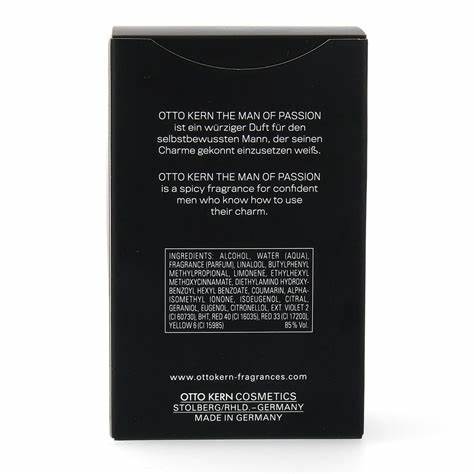 OTTO KERN THE MAN OF PASSION
ist ein würziger Duft für den
selbstbewussten Mann, der seinen
Charme gekonnt einzusetzen weiß.
OTTO KERN THE MAN OF PASSION
is a spicy fragrance for confident
men who know how to use
their charm.
INGREDIENTS: ALCOHOL, WATER (AQUA),
FRAGRANCE (PARFUM), LINALOOL, BUTYLPHENYL
METHYLPROPIONAL, LIMONENE, ETHYLHEXYL
METHOXYCINNAMATE, DIETHYLAMINO HYDROXY-
BENZOYL HEXYL BENZOATE, COUMARIN, ALPHA-
ISOMETHYL IONONE, ISOEUGENOL, CITRAL,
GERANIOL, EUGENOL, CITRONELLOL, EXT. VIOLET 2
(CI 60730), BHT, RED 40 (CI 16035), RED 33 (CI 17200),
YELLOW 6 (CI 15985) 85% Vol.
www.ottokern-fragrances.com
OTTO KERN COSMETICS
STOLBERG/RHLD.–GERMANY
MADE IN GERMANY